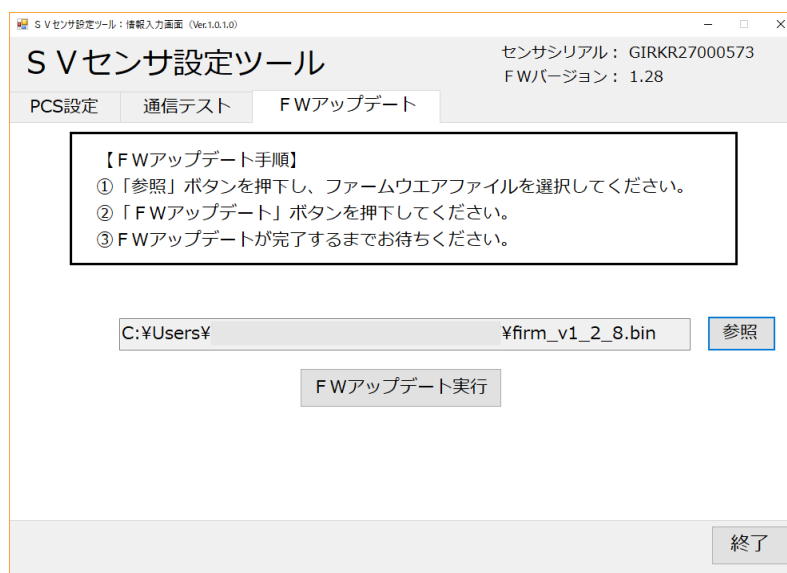 ＳＶセンサ設定ツール：情報入力画面（Ver.1.0.1.0）
ＳＶセンサ設定ツール
センサシリアル： GIRKR27000573
ＦＷバージョン： 1.28
PCS設定 通信テスト ＦＷアップデート
【ＦＷアップデート手順】
①「参照」ボタンを押下し、ファームウエアファイルを選択してください。
②「ＦＷアップデート」ボタンを押下してください。
③ＦＷアップデートが完了するまでお待ちください。
C:¥Users¥ ¥firm_v1_2_8.bin 参照
ＦＷアップデート実行
終了